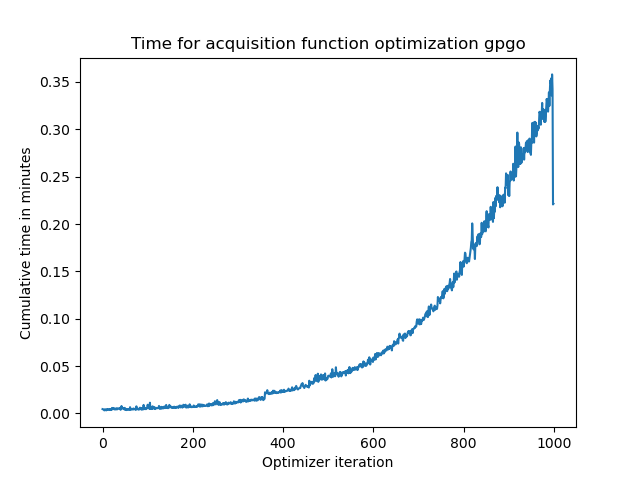 Time for acquisition function optimization gpgo
0.35
0.30
0.25
0.20
0.15
0.10
0.05
0.00
Cumulative time in minutes
0 200 400 600 800 1000
Optimizer iteration